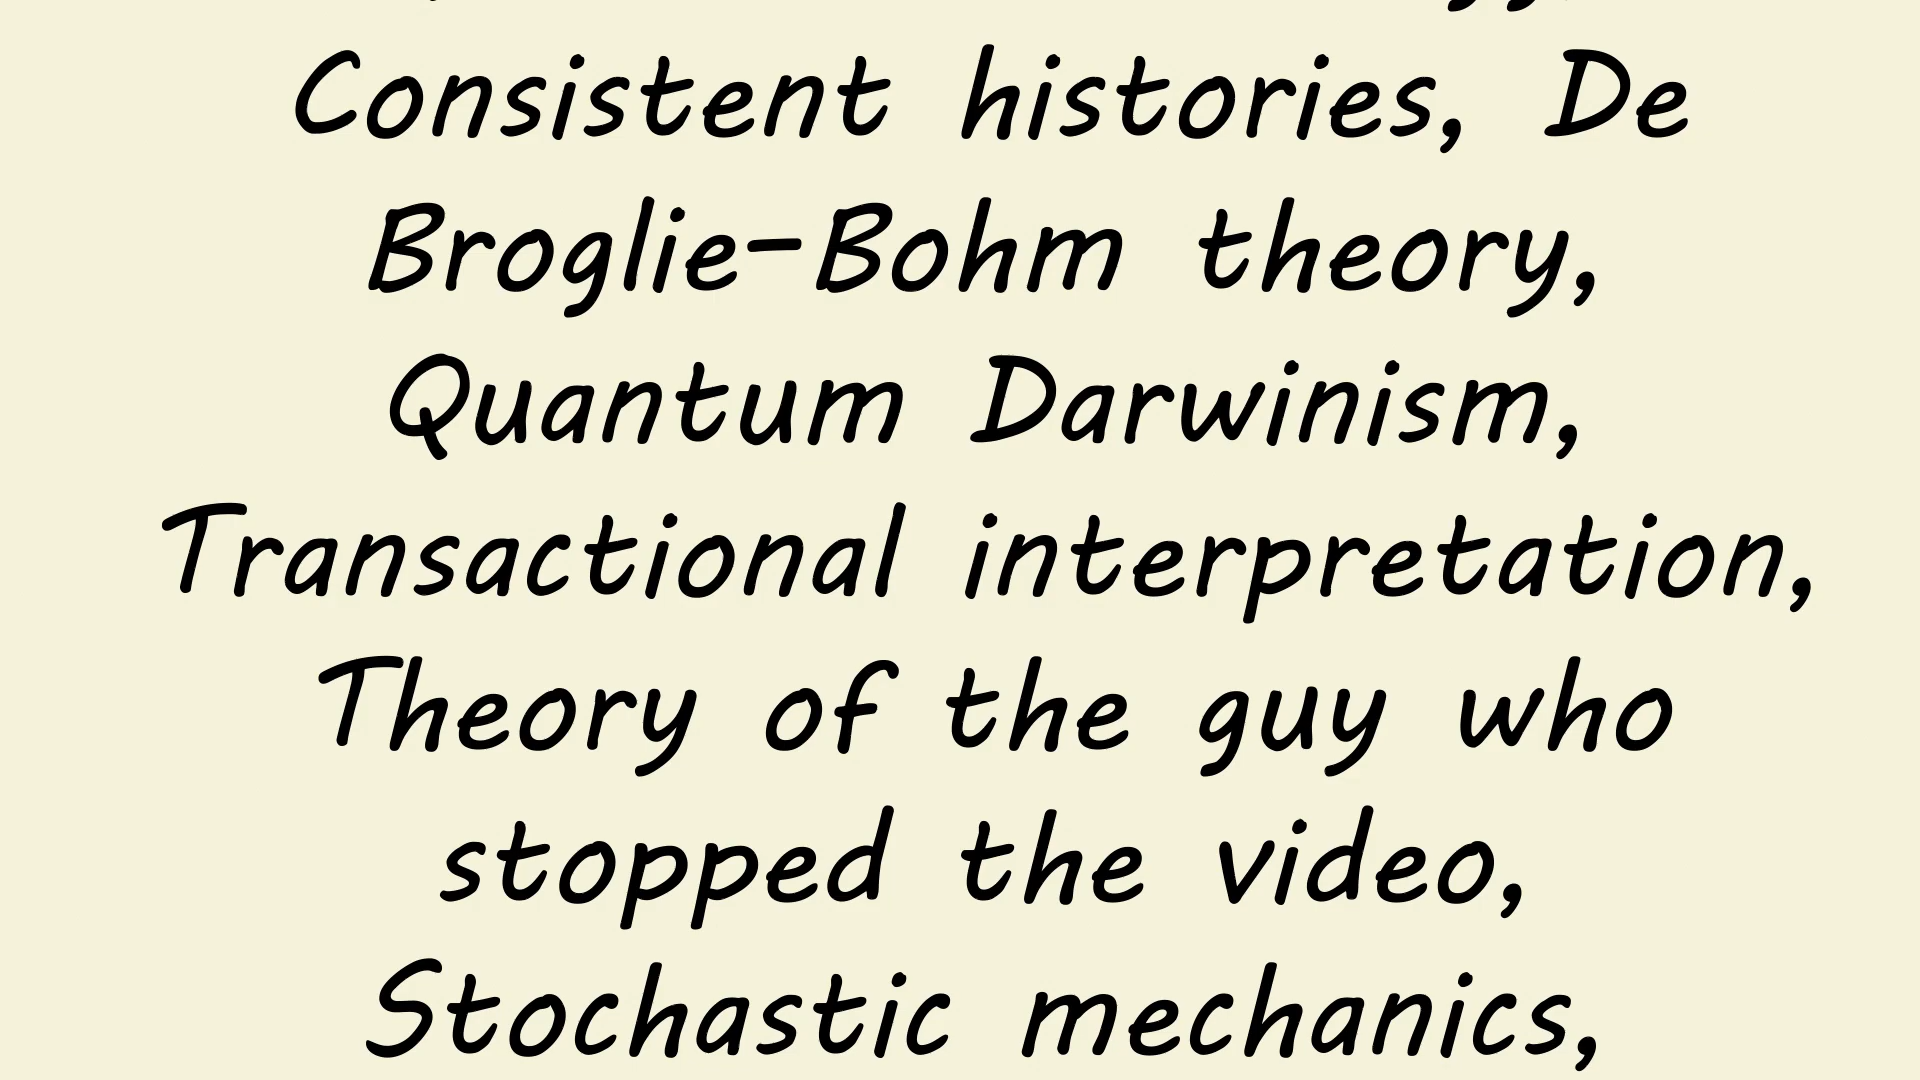 Consistent histories, De
Broglie-Bohm theory,
Quantum Darwinism,
Transactional interpretation,
Theory of the guy who
stopped the video,
Stochastic mechanics,